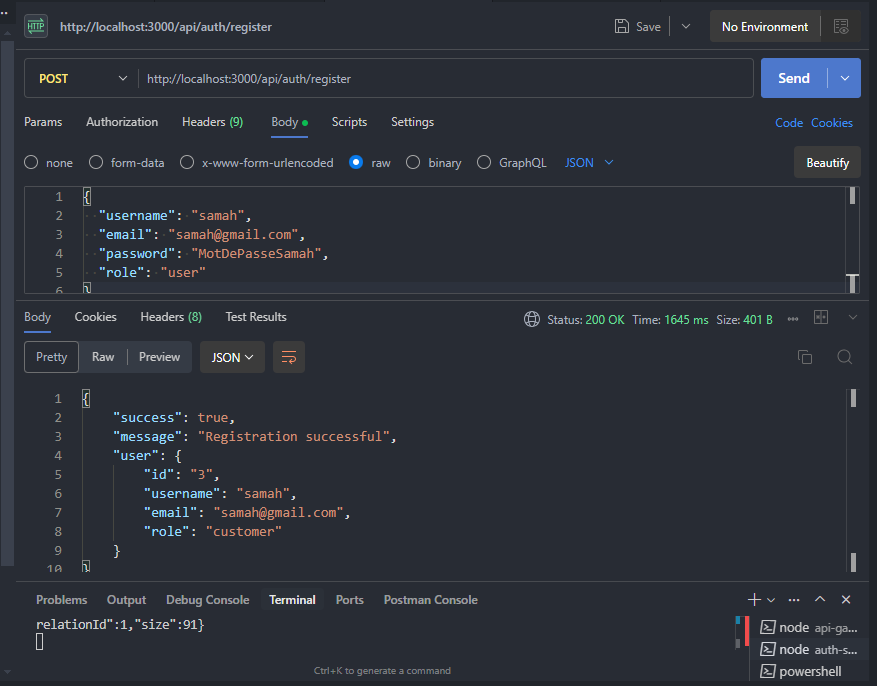 HTTP http://localhost:3000/api/auth/register Save No Environment
POST http://localhost:3000/api/auth/register Send
Params Authorization Headers (9) Body Scripts Settings Code Cookies
none form-data x-www-form-urlencoded raw binary GraphQL JSON Beautify
1 {
2 "username": "samah",
3 "email": "samah@gmail.com",
4 "password": "MotDePasseSamah",
5 "role": "user"
6 }
Body Cookies Headers (8) Test Results Status: 200 OK Time: 1645 ms Size: 401 B
Pretty Raw Preview JSON
1 {
2 "success": true,
3 "message": "Registration successful",
4 "user": {
5 "id": "3",
6 "username": "samah",
7 "email": "samah@gmail.com",
8 "role": "customer"
9 }
10 }
Problems Output Debug Console Terminal Ports Postman Console
relationId":1,"size":91}
node api-ga...
node auth-s...
powershell
Ctrl+K to generate a command